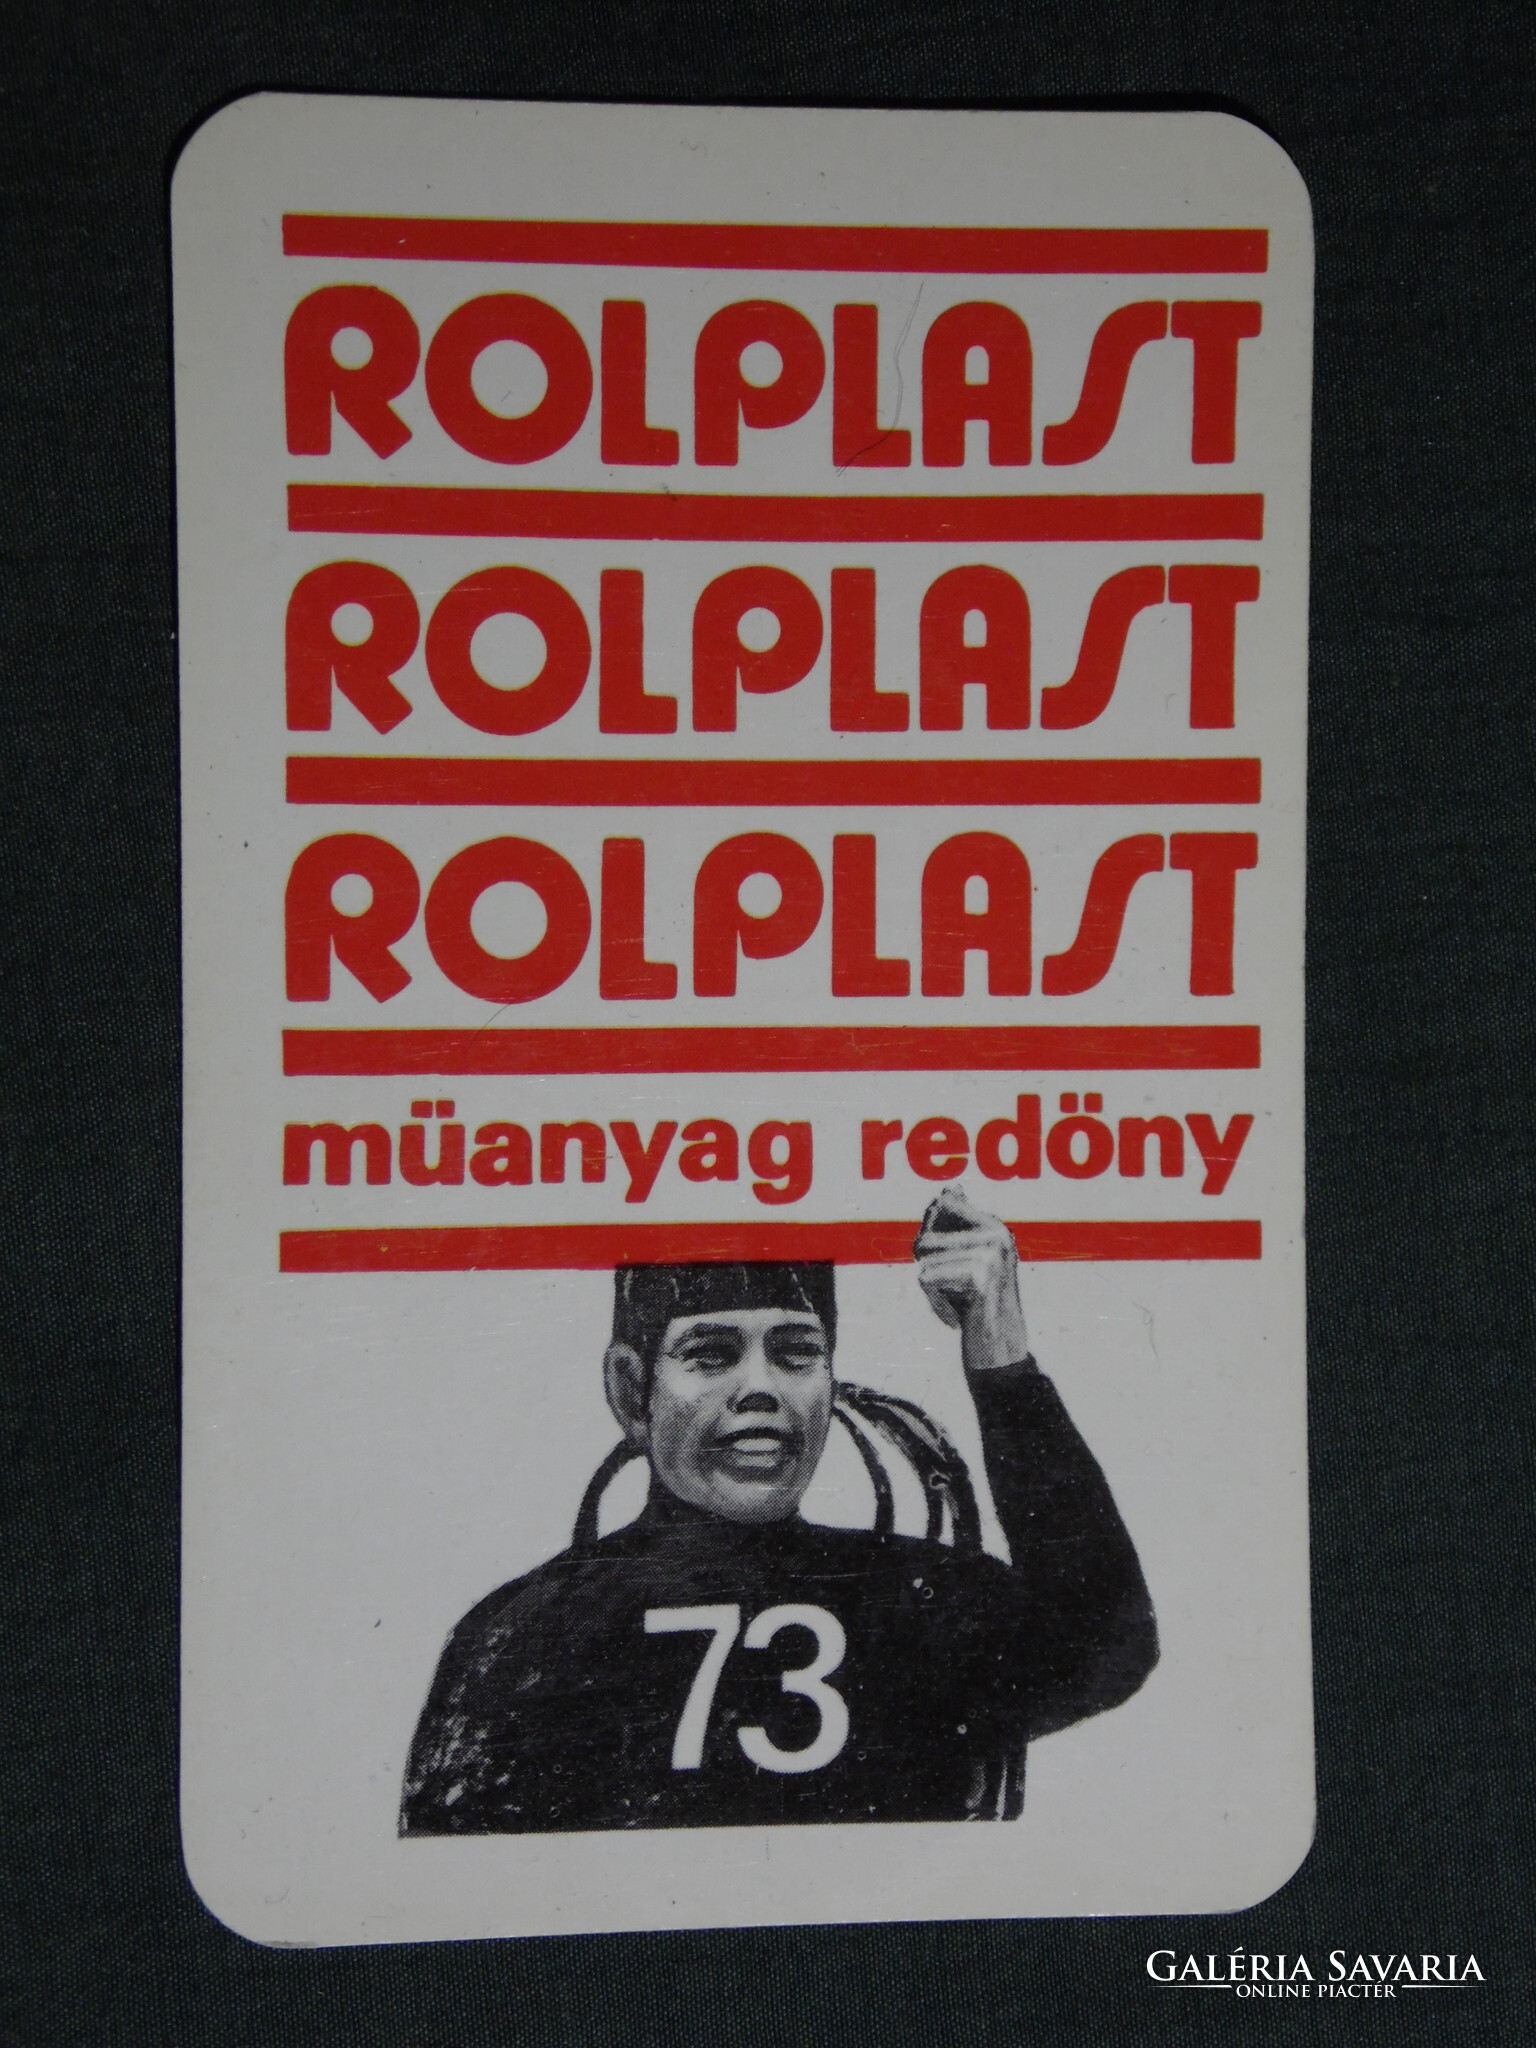 ROLPLAST
ROLPLAST
ROLPLAST
müanyag redöny
73
GALÉRIA SAVARIA
ONLINE PIACTÉR